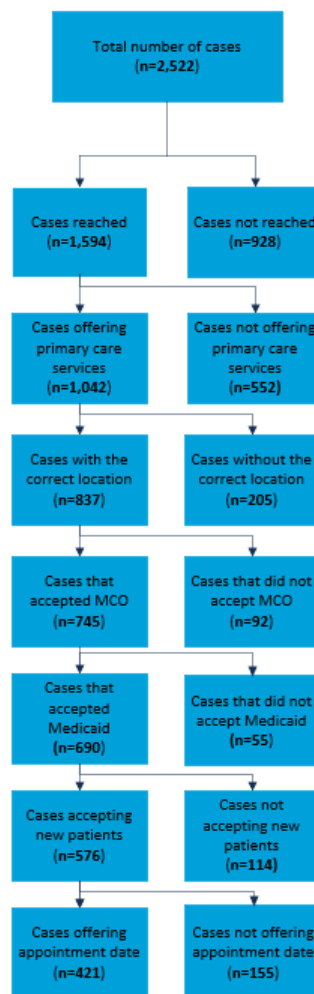 Total number of cases
(n=2,522)
Cases reached
(n=1,594)
Cases not reached
(n=928)
Cases offering
primary care
services
(n=1,042)
Cases not offering
primary care
services
(n=552)
Cases with the
correct location
(n=837)
Cases without the
correct location
(n=205)
Cases that
accepted MCO
(n=745)
Cases that did not
accept MCO
(n=92)
Cases that
accepted
Medicaid
(n=690)
Cases that did not
accept Medicaid
(n=55)
Cases accepting
new patients
(n=576)
Cases not
accepting new
patients
(n=114)
Cases offering
appointment date
(n=421)
Cases not offering
appointment date
(n=155)